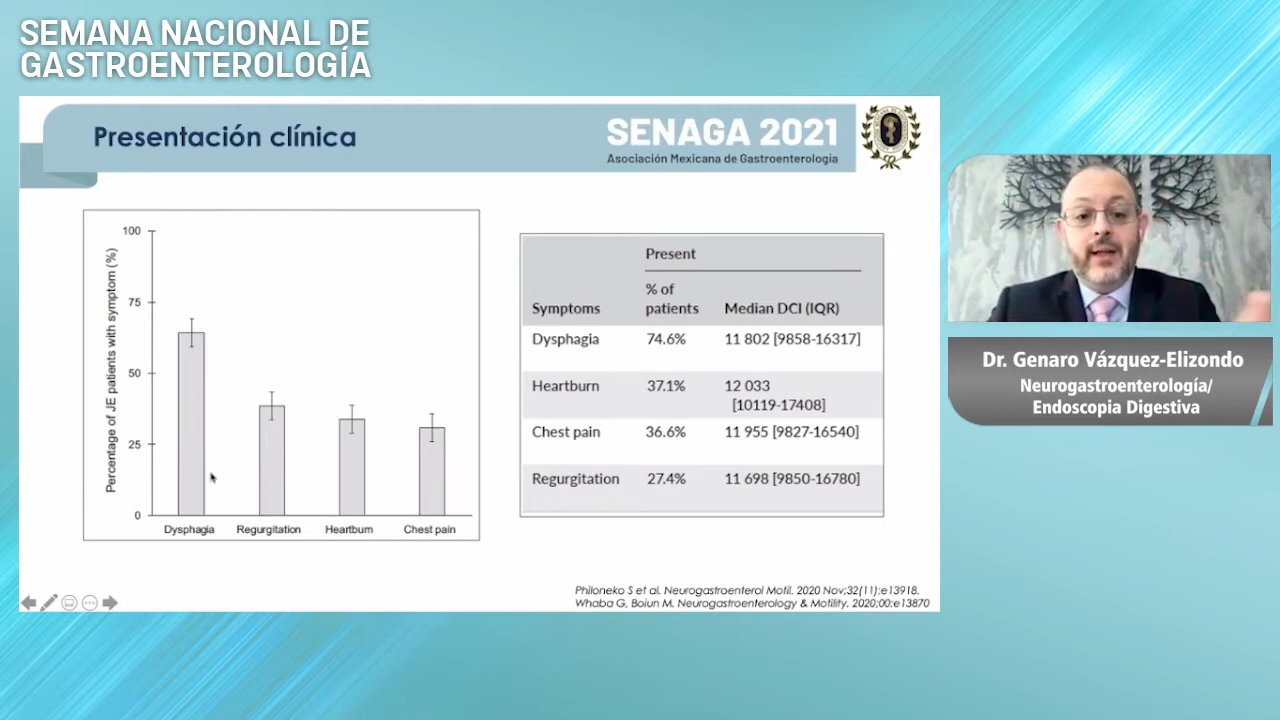 SEMANA NACIONAL DE
GASTROENTEROLOGÍA
Presentación clínica
SENAGA 2021
Asociación Mexicana de Gastroenterología
Percentage of JE patients with symptom (%)
100
75
50
25
0
Dysphagia Regurgitation Heartburn Chest pain
Present
Symptoms % of patients Median DCI (IQR)
Dysphagia 74.6% 11 802 [9858-16317]
Heartburn 37.1% 12 033
[10119-17408]
Chest pain 36.6% 11 955 [9827-16540]
Regurgitation 27.4% 11 698 [9850-16780]
Philoneko S et al. Neurogastroenterol Motil. 2020 Nov;32(11):e13918.
Whaba G, Boiun M. Neurogastroenterology & Motility. 2020;00:e13870
Dr. Genaro Vázquez-Elizondo
Neurogastroenterología/
Endoscopia Digestiva